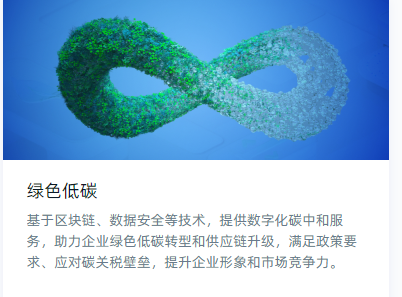 绿色低碳
基于区块链、数据安全等技术，提供数字化碳中和服
务，助力企业绿色低碳转型和供应链升级，满足政策要
求、应对碳关税壁垒，提升企业形象和市场竞争力。